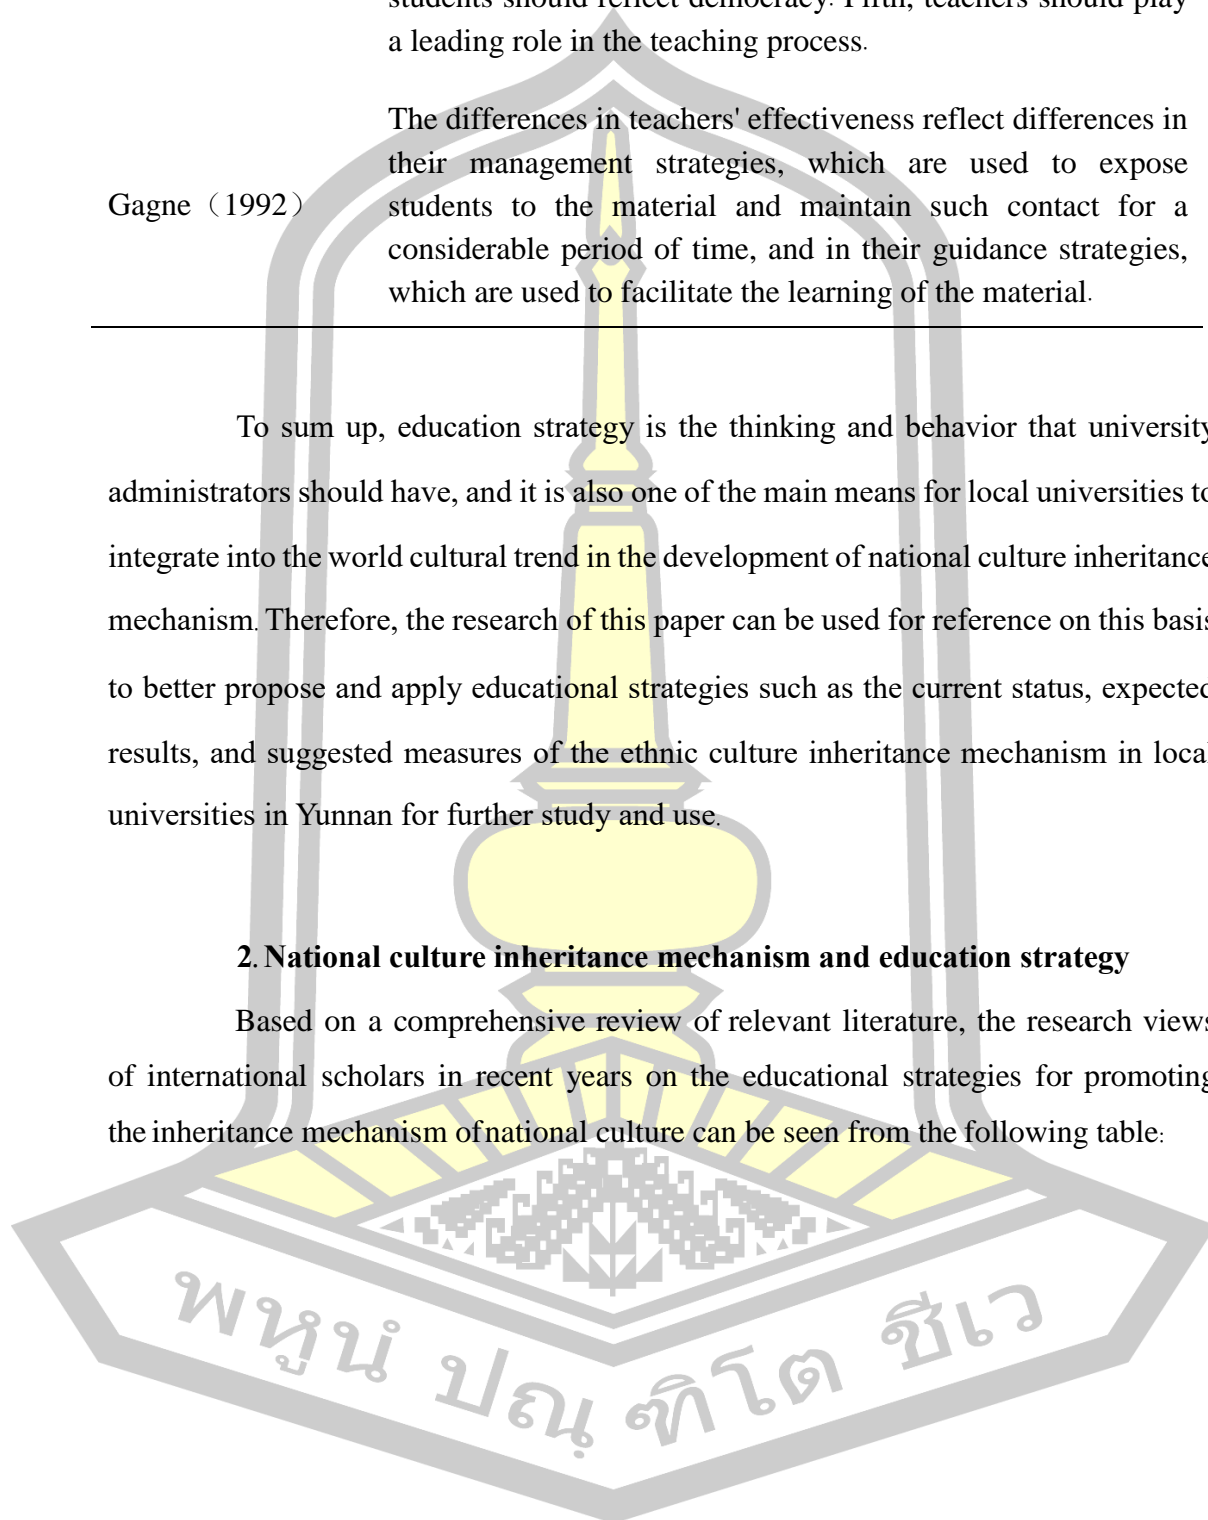 students should reflect democracy. Fifth, teachers should play
a leading role in the teaching process.
The differences in teachers' effectiveness reflect differences in
their management strategies, which are used to expose
Gagne（1992） students to the material and maintain such contact for a
considerable period of time, and in their guidance strategies,
which are used to facilitate the learning of the material.
To sum up, education strategy is the thinking and behavior that university
administrators should have, and it is also one of the main means for local universities to
integrate into the world cultural trend in the development of national culture inheritance
mechanism. Therefore, the research of this paper can be used for reference on this basis
to better propose and apply educational strategies such as the current status, expected
results, and suggested measures of the ethnic culture inheritance mechanism in local
universities in Yunnan for further study and use.
2. National culture inheritance mechanism and education strategy
Based on a comprehensive review of relevant literature, the research views
of international scholars in recent years on the educational strategies for promoting
the inheritance mechanism of national culture can be seen from the following table:
พหูนํ ปณฺฑิโต ชีเว